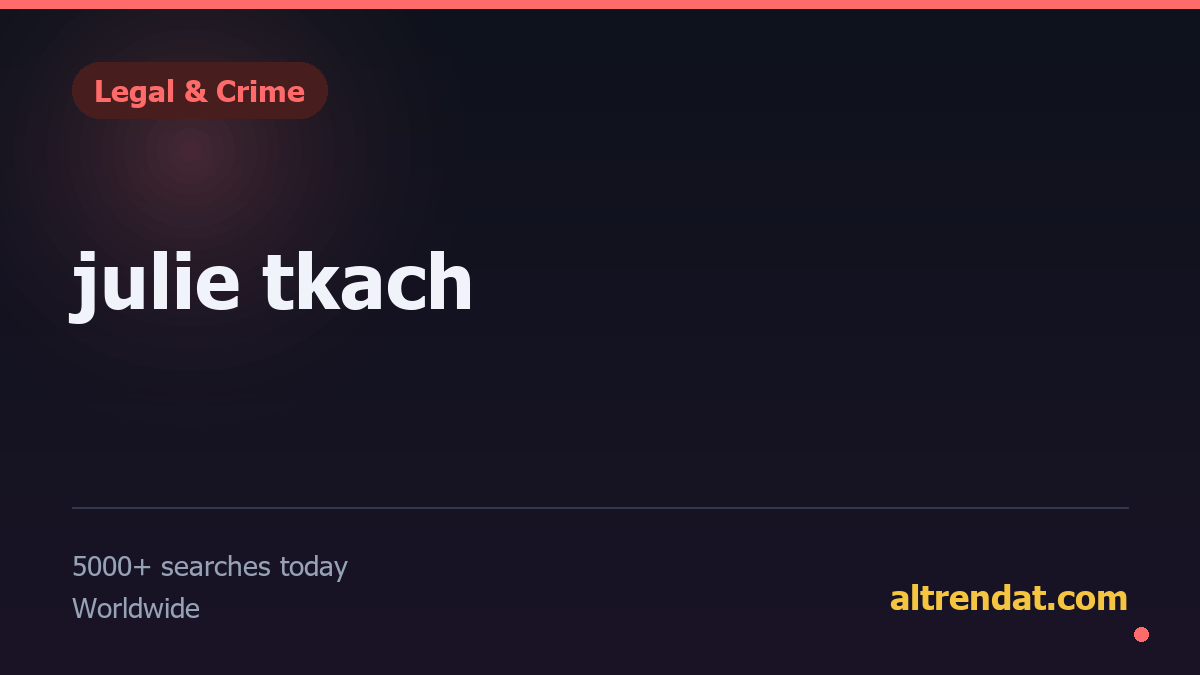 Legal & Crime
julie tkach
5000+ searches today
Worldwide
altrendat.com